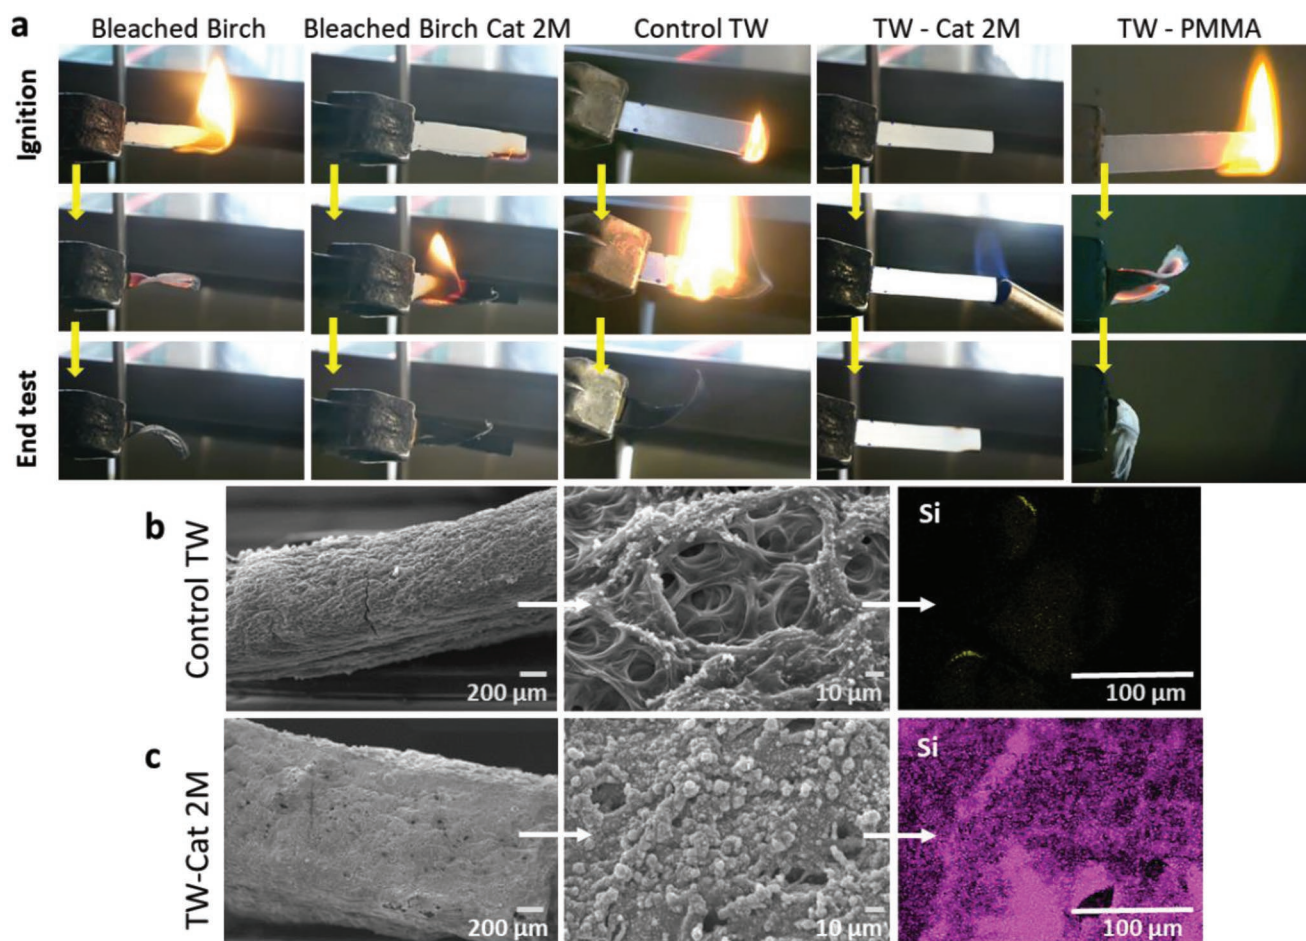 a
Bleached Birch
Bleached Birch Cat 2M
Control TW
TW - Cat 2M
TW - PMMA
Ignition
End test
b
Control TW
200 µm
10 µm
Si
100 µm
c
TW-Cat 2M
200 µm
10 µm
Si
100 µm